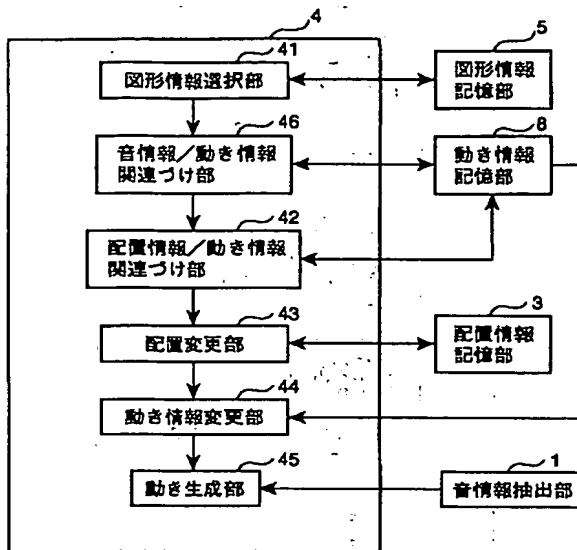 4
41
図形情報選択部
5
図形情報
記憶部
46
音情報／動き情報
関連づけ部
8
動き情報
記憶部
42
配置情報／動き情報
関連づけ部
43
配置変更部
3
配置情報
記憶部
44
動き情報変更部
45
動き生成部
1
音情報抽出部